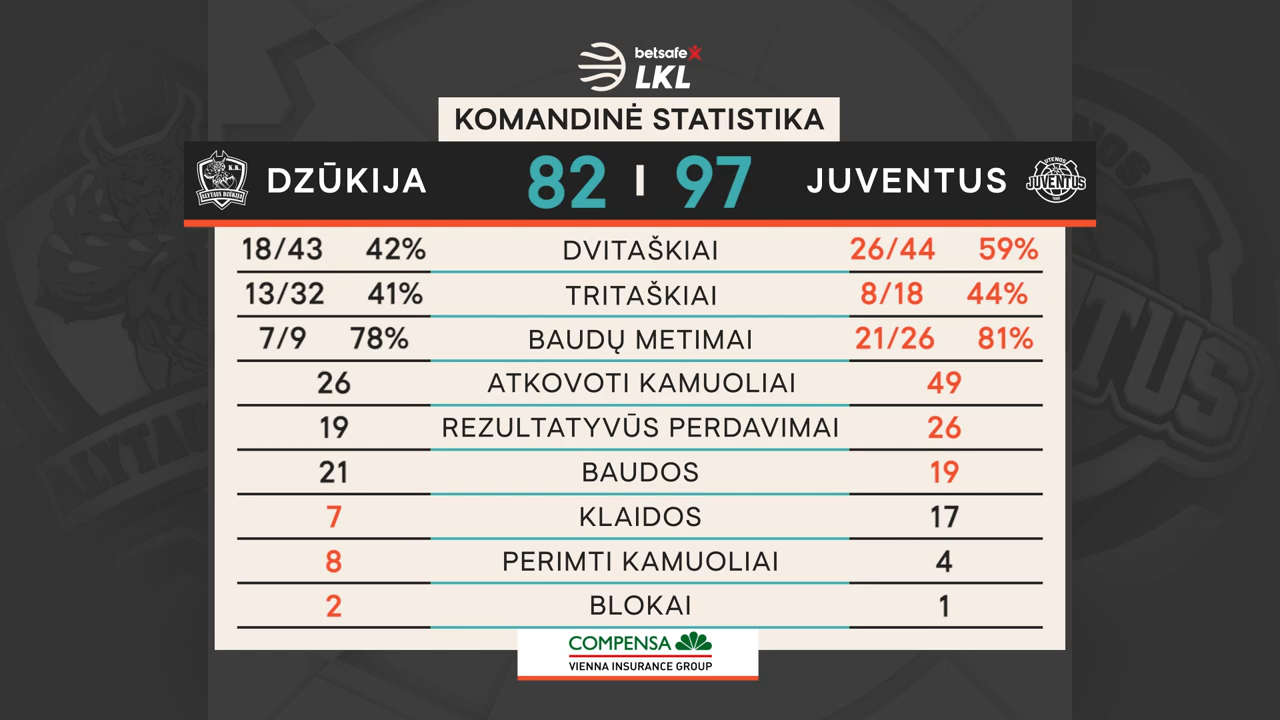 betsafe
LKL
KOMANDINĖ STATISTIKA
DZŪKIJA 82 | 97 JUVENTUS
18/43 42% DVITAŠKIAI 26/44 59%
13/32 41% TRITAŠKIAI 8/18 44%
7/9 78% BAUDŲ METIMAI 21/26 81%
26 ATKOVOTI KAMUOLIAI 49
19 REZULTATYVŪS PERDAVIMAI 26
21 BAUDOS 19
7 KLAIDOS 17
8 PERIMTI KAMUOLIAI 4
2 BLOKAI 1
COMPENSA
VIENNA INSURANCE GROUP